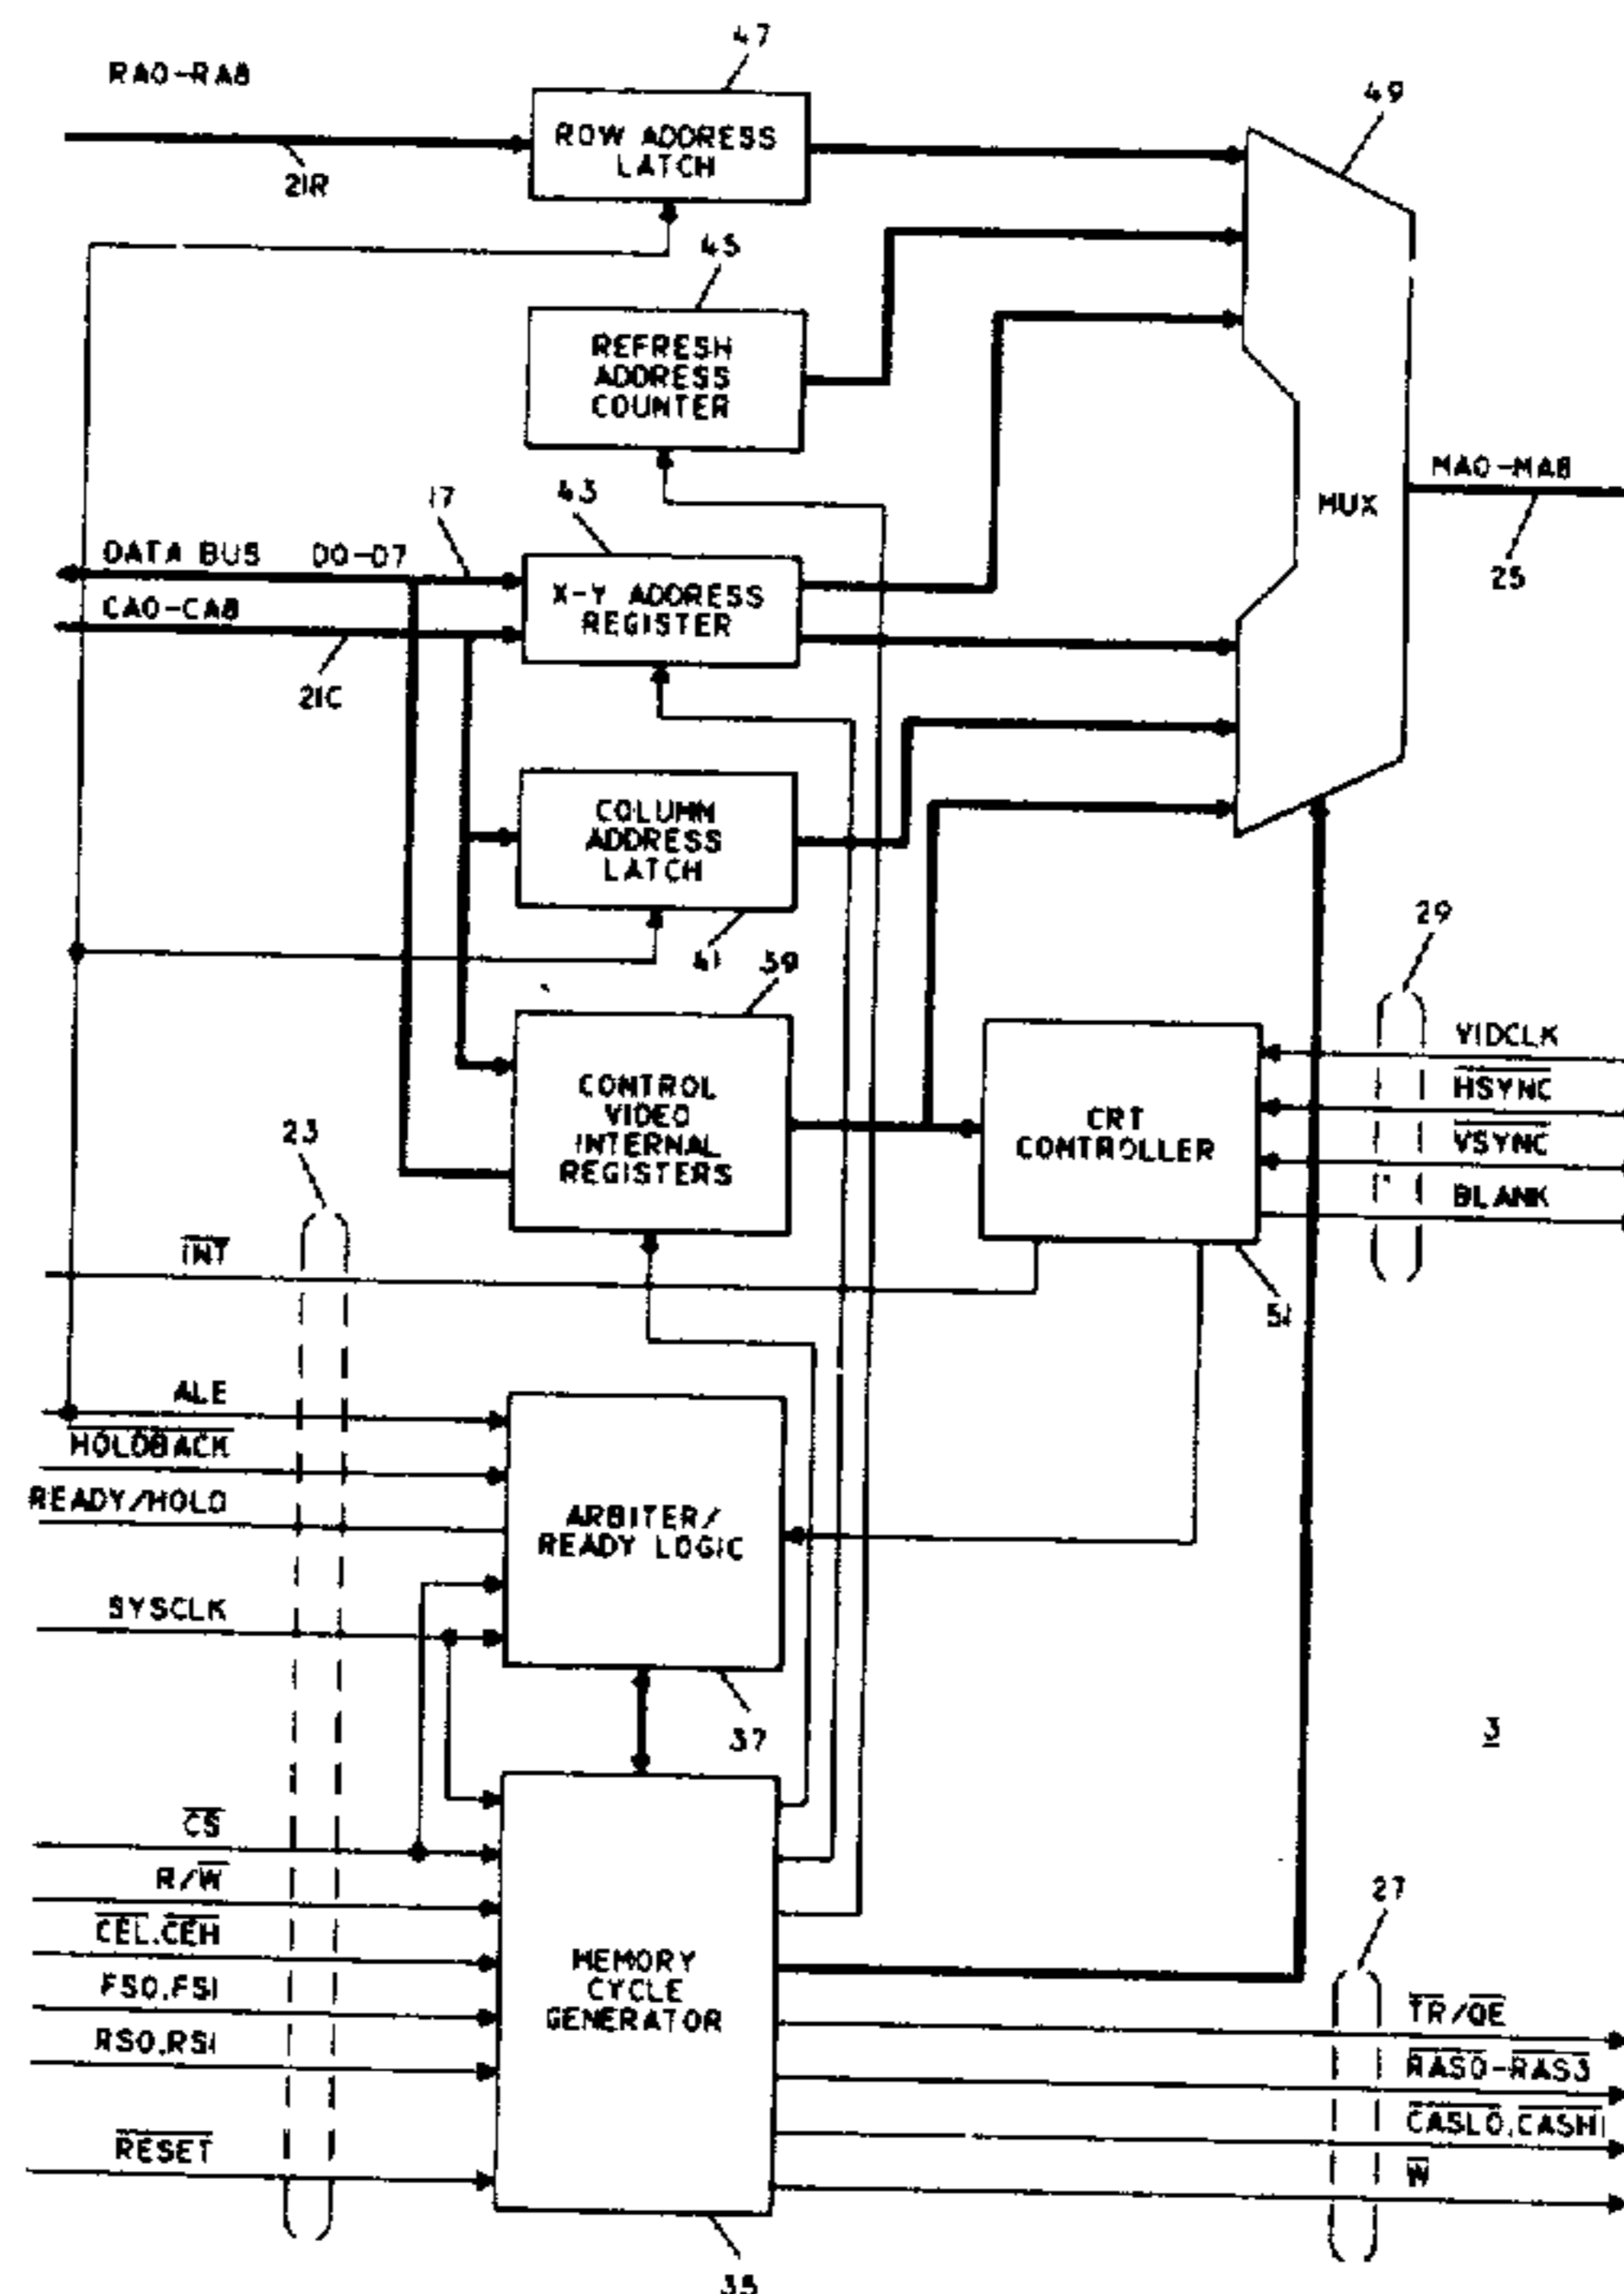 47
RA0-RA8
49
ROW ADDRESS
LATCH
21R
45
REFRESH
ADDRESS
COUNTER
MA0-MA8
MUX
25
17
43
DATA BUS D0-D7
X-Y ADDRESS
REGISTER
CA0-CA8
21C
COLUMN
ADDRESS
LATCH
41
39
29
VIDCLK
HSYNC
VSYNC
BLANK
CONTROL
VIDEO
INTERNAL
REGISTERS
CRT
CONTROLLER
23
INT
51
ALE
HOLDBACK
READY/HOLD
ARBITER/
READY LOGIC
SYSCLK
37
3
CS
R/W
CEL,CEH
FS0,FS1
RS0,RS1
RESET
MEMORY
CYCLE
GENERATOR
27
TR/QE
RAS0-RAS3
CASLO,CASHI
W
35